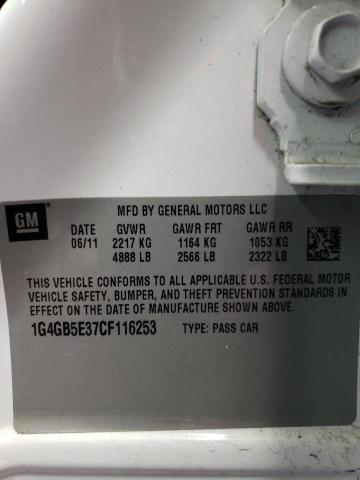 GM
MFD BY GENERAL MOTORS LLC
DATE GVWR GAWR FRT GAWR RR
06/11 2217 KG 1164 KG 1053 KG
4888 LB 2566 LB 2322 LB
THIS VEHICLE CONFORMS TO ALL APPLICABLE U.S. FEDERAL MOTOR
VEHICLE SAFETY, BUMPER, AND THEFT PREVENTION STANDARDS IN
EFFECT ON THE DATE OF MANUFACTURE SHOWN ABOVE.
1G4GB5E37CF116253 TYPE: PASS CAR